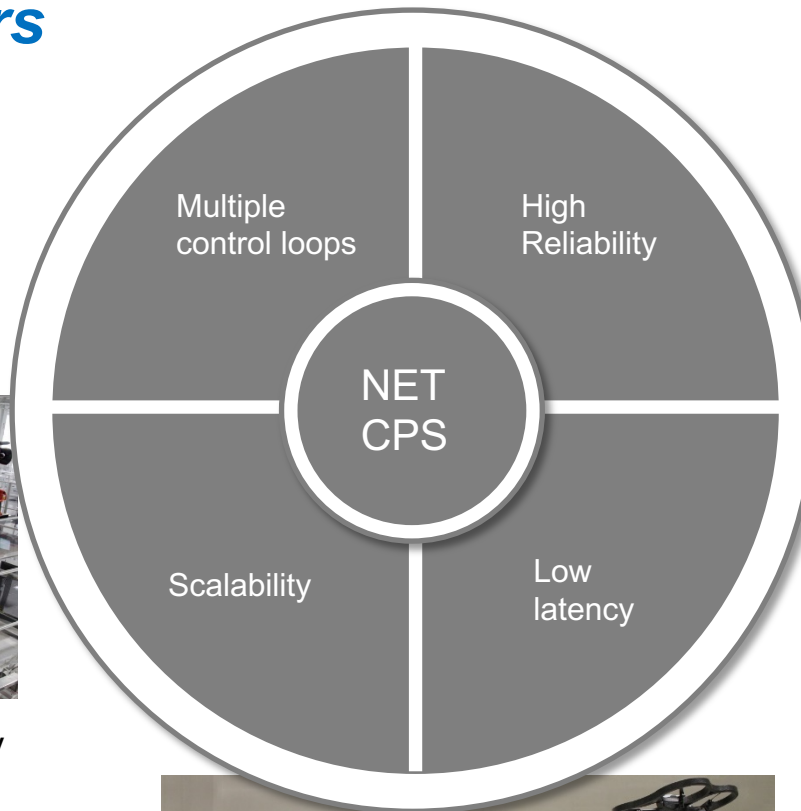 rs
Multiple
control loops
High
Reliability
NET
CPS
Scalability
Low
latency
y